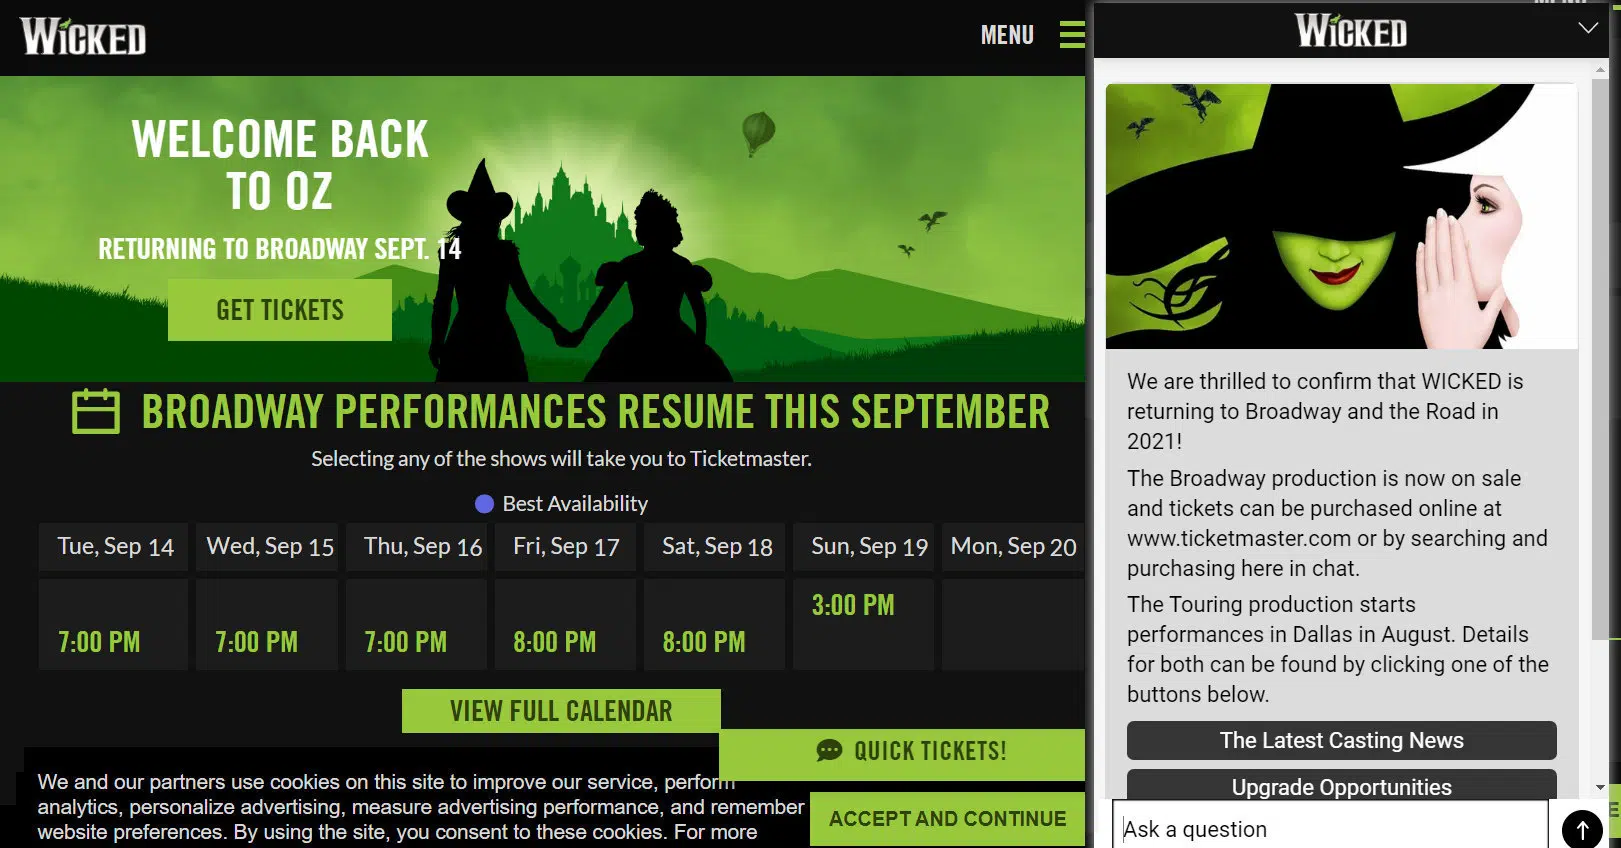 WICKED
MENU
WELCOME BACK
TO OZ
RETURNING TO BROADWAY SEPT. 14
GET TICKETS
BROADWAY PERFORMANCES RESUME THIS SEPTEMBER
Selecting any of the shows will take you to Ticketmaster.
Best Availability
Tue, Sep 14 Wed, Sep 15 Thu, Sep 16 Fri, Sep 17 Sat, Sep 18 Sun, Sep 19 Mon, Sep 20
3:00 PM
7:00 PM 7:00 PM 7:00 PM 8:00 PM 8:00 PM
VIEW FULL CALENDAR
QUICK TICKETS!
We and our partners use cookies on this site to improve our service, perform
analytics, personalize advertising, measure advertising performance, and remember
website preferences. By using the site, you consent to these cookies. For more
ACCEPT AND CONTINUE
WICKED
We are thrilled to confirm that WICKED is
returning to Broadway and the Road in
2021!
The Broadway production is now on sale
and tickets can be purchased online at
www.ticketmaster.com or by searching and
purchasing here in chat.
The Touring production starts
performances in Dallas in August. Details
for both can be found by clicking one of the
buttons below.
The Latest Casting News
Upgrade Opportunities
Ask a question